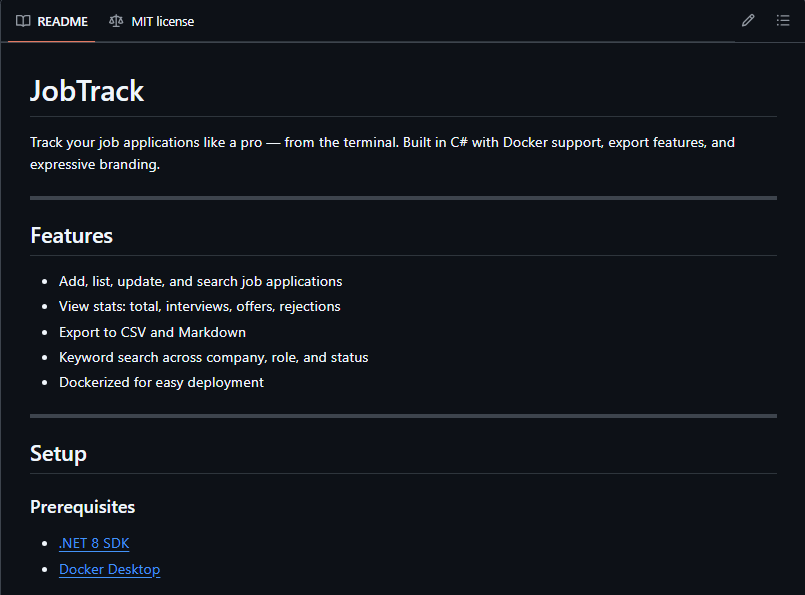 README
MIT license
JobTrack
Track your job applications like a pro — from the terminal. Built in C# with Docker support, export features, and
expressive branding.
Features
Add, list, update, and search job applications
View stats: total, interviews, offers, rejections
Export to CSV and Markdown
Keyword search across company, role, and status
Dockerized for easy deployment
Setup
Prerequisites
.NET 8 SDK
Docker Desktop